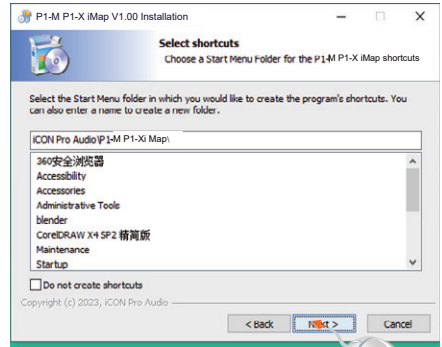 P1-M P1-X iMap V1.00 Installation
Select shortcuts
Choose a Start Menu Folder for the P1-M P1-X iMap shortcuts
Select the Start Menu folder in which you would like to create the program's shortcuts. You
can also enter a name to create a new folder.
iCON Pro Audio\P1-M P1-Xi Map\
360安全浏览器
Accessibility
Accessories
Administrative Tools
blender
CorelDRAW X4 SP2 精简版
Maintenance
Startup
Do not create shortcuts
Copyright (c) 2023, iCON Pro Audio
< Back
Next >
Cancel